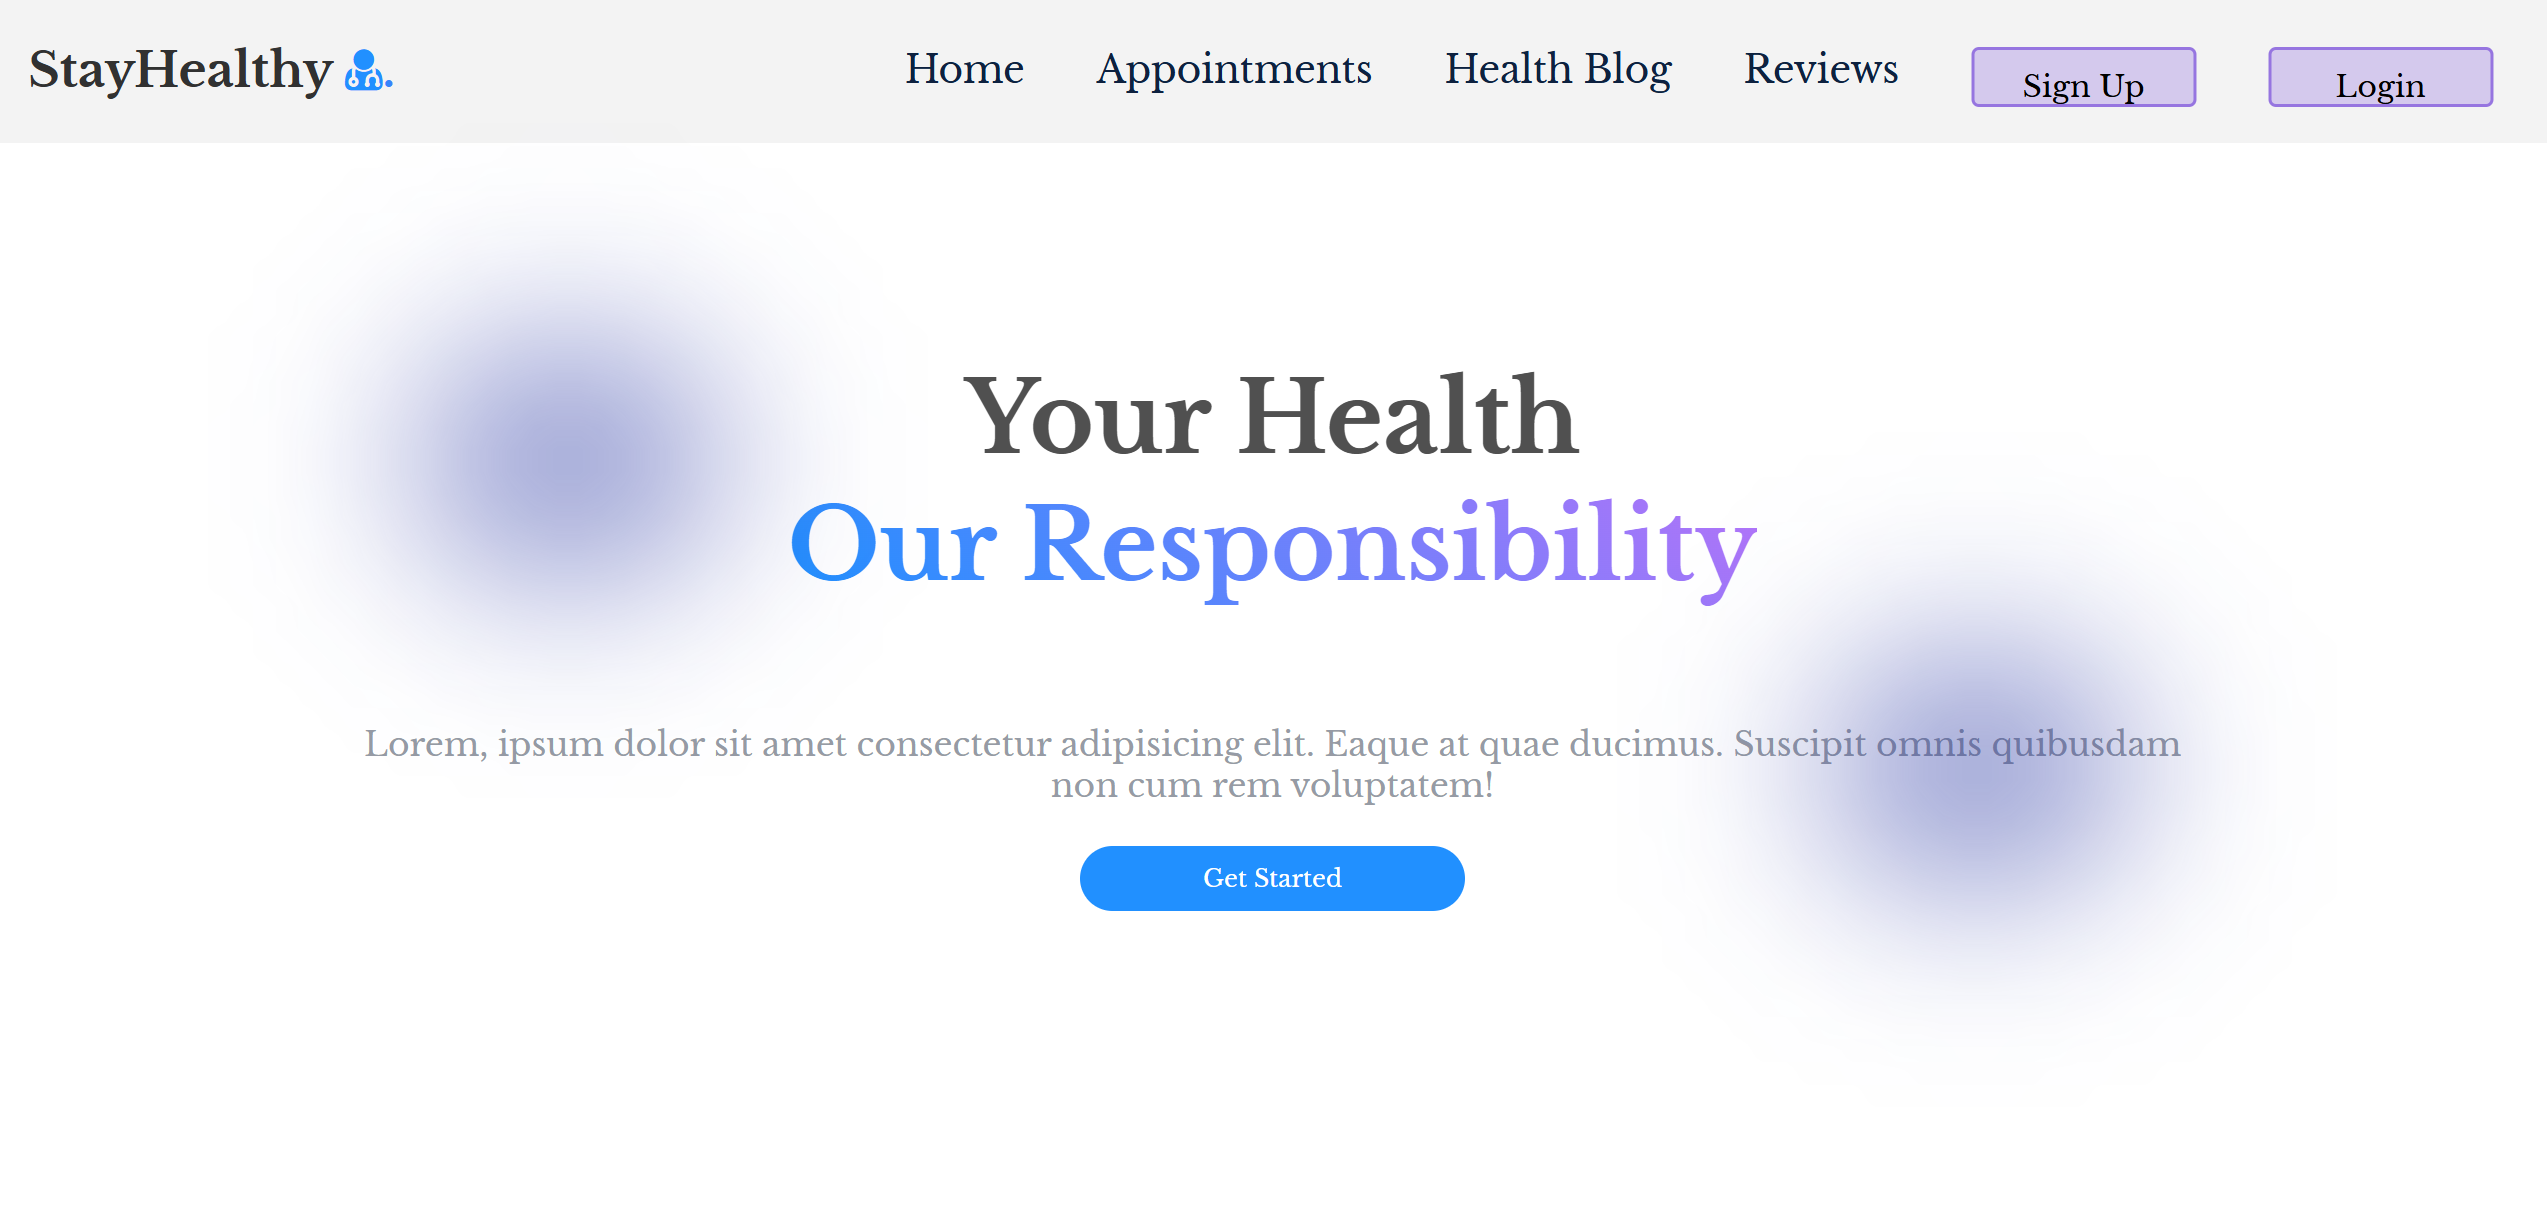 StayHealthy
Home Appointments Health Blog Reviews Sign Up Login
Your Health
Our Responsibility
Lorem, ipsum dolor sit amet consectetur adipisicing elit. Eaque at quae ducimus. Suscipit omnis quibusdam
non cum rem voluptatem!
Get Started